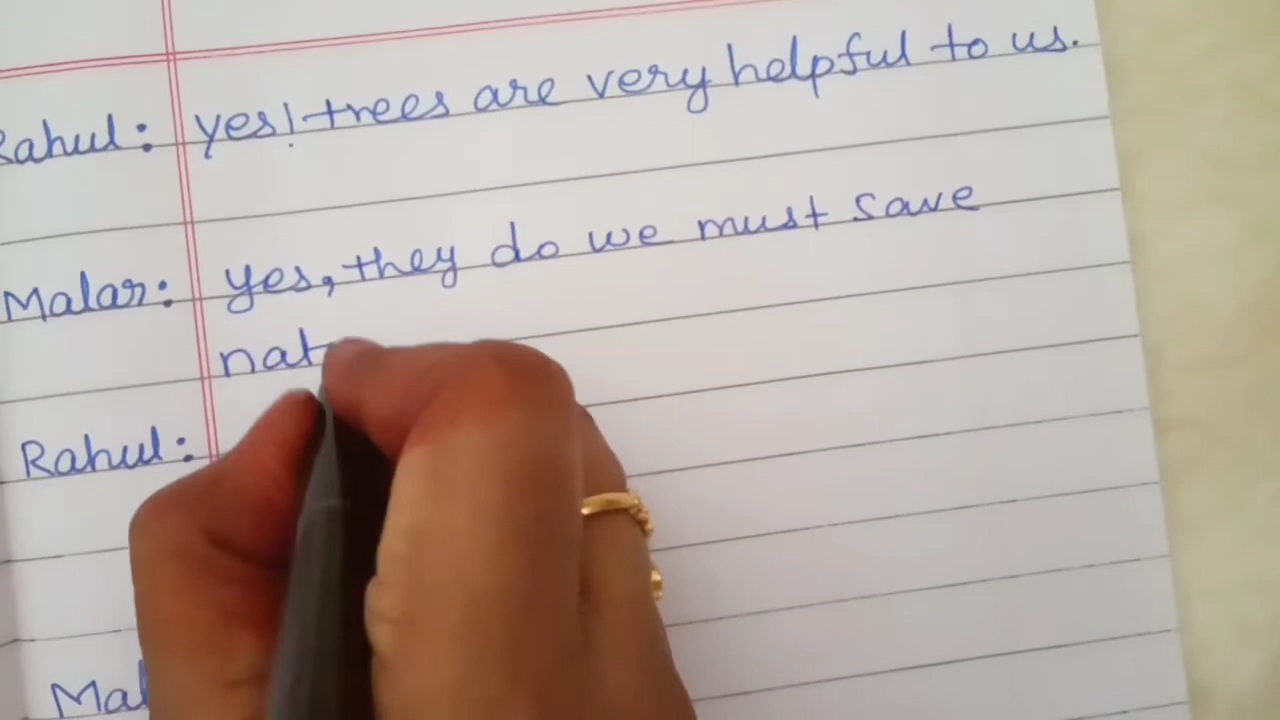 Rahul: yes! trees are very helpful to us.
Malar: yes, they do we must save
nat
Rahul:
Mal